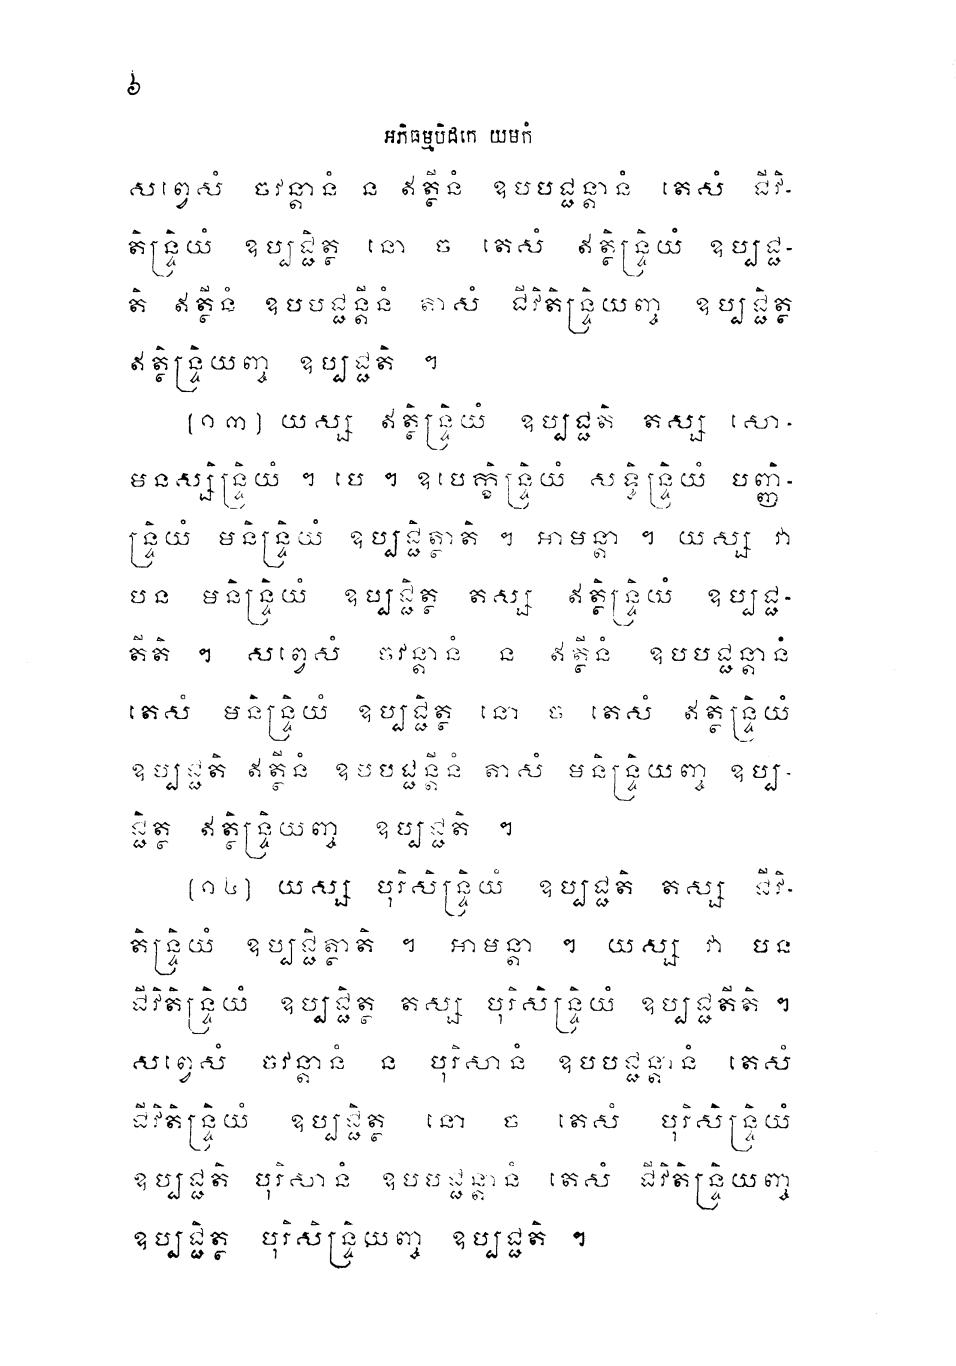 ៦
អភិធម្មបិដកេ យមកំ
សព្វេសំ ចវន្តានំ ន ឥត្ថីនំ ឧបបជ្ជន្តានំ តេសំ ជីវិ-
តិន្ទ្រិយំ ឧប្បជ្ជិត្ថ នោ ច តេសំ ឥត្ថិន្ទ្រិយំ ឧប្បជ្ជ-
តិ ឥត្ថីនំ ឧបបជ្ជន្តីនំ តាសំ ជីវិតិន្ទ្រិយញ្ច ឧប្បជ្ជិត្ថ
ឥត្ថិន្ទ្រិយញ្ច ឧប្បជ្ជតិ ។
(១៣) យស្ស ឥត្ថិន្ទ្រិយំ ឧប្បជ្ជតិ តស្ស សោ-
មនស្សិន្ទ្រិយំ ។ បេ ។ ឧបេក្ខិន្ទ្រិយំ សទ្ធិន្ទ្រិយំ បញ្ញិ-
ន្ទ្រិយំ មនិន្ទ្រិយំ ឧប្បជ្ជិត្ថាតិ ។ អាមន្តា ។ យស្ស វា
បន មនិន្ទ្រិយំ ឧប្បជ្ជិត្ថ តស្ស ឥត្ថិន្ទ្រិយំ ឧប្បជ្ជ-
តីតិ ។ សព្វេសំ ចវន្តានំ ន ឥត្ថីនំ ឧបបជ្ជន្តានំ
តេសំ មនិន្ទ្រិយំ ឧប្បជ្ជិត្ថ នោ ច តេសំ ឥត្ថិន្ទ្រិយំ
ឧប្បជ្ជតិ ឥត្ថីនំ ឧបបជ្ជន្តីនំ តាសំ មនិន្ទ្រិយញ្ច ឧប្ប-
ជ្ជិត្ថ ឥត្ថិន្ទ្រិយញ្ច ឧប្បជ្ជតិ ។
(១៤) យស្ស បុរិសិន្ទ្រិយំ ឧប្បជ្ជតិ តស្ស ជីវិ-
តិន្ទ្រិយំ ឧប្បជ្ជិត្ថាតិ ។ អាមន្តា ។ យស្ស វា បន
ជីវិតិន្ទ្រិយំ ឧប្បជ្ជិត្ថ តស្ស បុរិសិន្ទ្រិយំ ឧប្បជ្ជតីតិ ។
សព្វេសំ ចវន្តានំ ន បុរិសានំ ឧបបជ្ជន្តានំ តេសំ
ជីវិតិន្ទ្រិយំ ឧប្បជ្ជិត្ថ នោ ច តេសំ បុរិសិន្ទ្រិយំ
ឧប្បជ្ជតិ បុរិសានំ ឧបបជ្ជន្តានំ តេសំ ជីវិតិន្ទ្រិយញ្ច
ឧប្បជ្ជិត្ថ បុរិសិន្ទ្រិយញ្ច ឧប្បជ្ជតិ ។